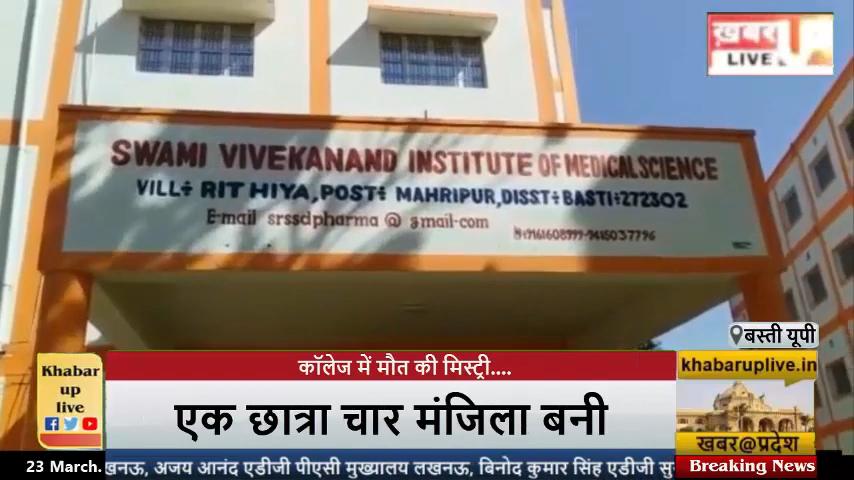 ख़बर
LIVE
SWAMI VIVEKANAND INSTITUTE OF MEDICAL SCIENCE
VILL÷ RITHIYA, POST÷ MAHRIPUR, DISST÷ BASTI÷272302
E-mail srssdpharma @ gmail-com
बस्ती यूपी
Khabar
up
live
कॉलेज में मौत की मिस्ट्री....
एक छात्रा चार मंजिला बनी
khabaruplive.in
खबर@प्रदेश
23 March.
खनऊ, अजय आनंद एडीजी पीएसी मुख्यालय लखनऊ, बिनोद कुमार सिंह एडीजी
Breaking News